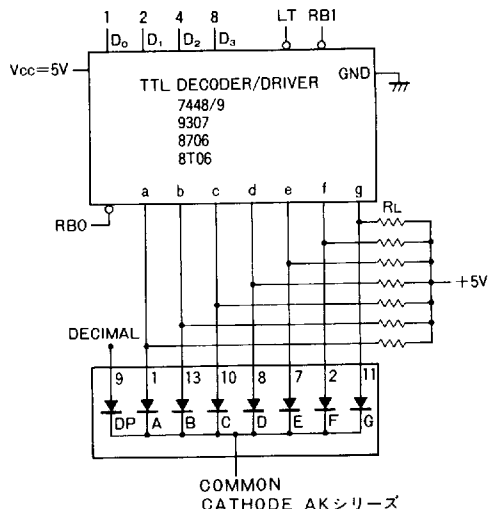 1 2 4 8 LT RB1
D₀ D₁ D₂ D₃
Vcc=5V
GND
TTL DECODER/DRIVER
7448/9
9307
8706
8T06
a b c d e f g
RBO
RL
+5V
DECIMAL
9 1 13 10 8 7 2 11
DP A B C D E F G
COMMON
CATHODE AKシリーズ